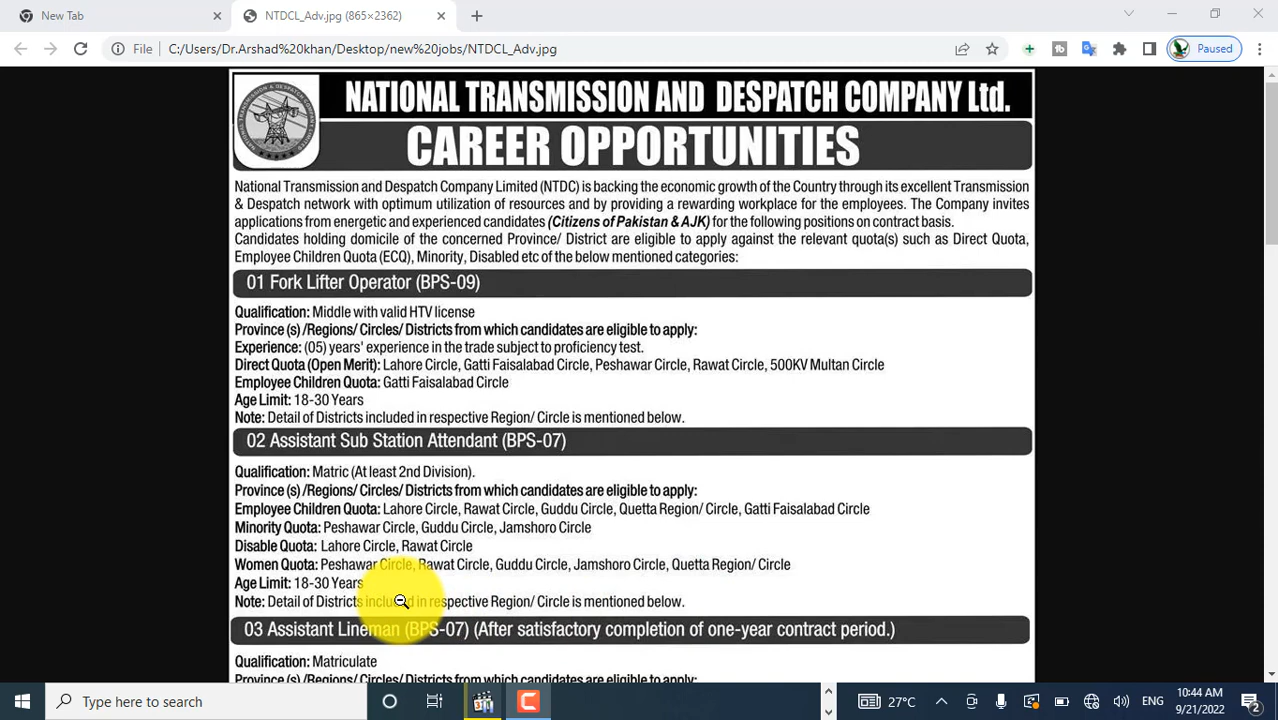 New Tab
NTDCL_Adv.jpg (865×2362)
File
C:/Users/Dr.Arshad%20khan/Desktop/new%20jobs/NTDCL_Adv.jpg
Paused
NATIONAL TRANSMISSION AND DESPATCH COMPANY Ltd.
CAREER OPPORTUNITIES
National Transmission and Despatch Company Limited (NTDC) is backing the economic growth of the Country through its excellent Transmission
& Despatch network with optimum utilization of resources and by providing a rewarding workplace for the employees. The Company invites
applications from energetic and experienced candidates (Citizens of Pakistan & AJK) for the following positions on contract basis.
Candidates holding domicile of the concerned Province/ District are eligible to apply against the relevant quota(s) such as Direct Quota,
Employee Children Quota (ECQ), Minority, Disabled etc of the below mentioned categories:
01 Fork Lifter Operator (BPS-09)
Qualification: Middle with valid HTV license
Province (s) /Regions/ Circles/ Districts from which candidates are eligible to apply:
Experience: (05) years' experience in the trade subject to proficiency test.
Direct Quota (Open Merit): Lahore Circle, Gatti Faisalabad Circle, Peshawar Circle, Rawat Circle, 500KV Multan Circle
Employee Children Quota: Gatti Faisalabad Circle
Age Limit: 18-30 Years
Note: Detail of Districts included in respective Region/ Circle is mentioned below.
02 Assistant Sub Station Attendant (BPS-07)
Qualification: Matric (At least 2nd Division).
Province (s) /Regions/ Circles/ Districts from which candidates are eligible to apply:
Employee Children Quota: Lahore Circle, Rawat Circle, Guddu Circle, Quetta Region/ Circle, Gatti Faisalabad Circle
Minority Quota: Peshawar Circle, Guddu Circle, Jamshoro Circle
Disable Quota: Lahore Circle, Rawat Circle
Women Quota: Peshawar Circle, Rawat Circle, Guddu Circle, Jamshoro Circle, Quetta Region/ Circle
Age Limit: 18-30 Years
Note: Detail of Districts included in respective Region/ Circle is mentioned below.
03 Assistant Lineman (BPS-07) (After satisfactory completion of one-year contract period.)
Qualification: Matriculate
Province (s) /Regions/ Circles/ Districts from which candidates are eligible to apply:
Type here to search
27°C
ENG
10:44 AM
9/21/2022
2